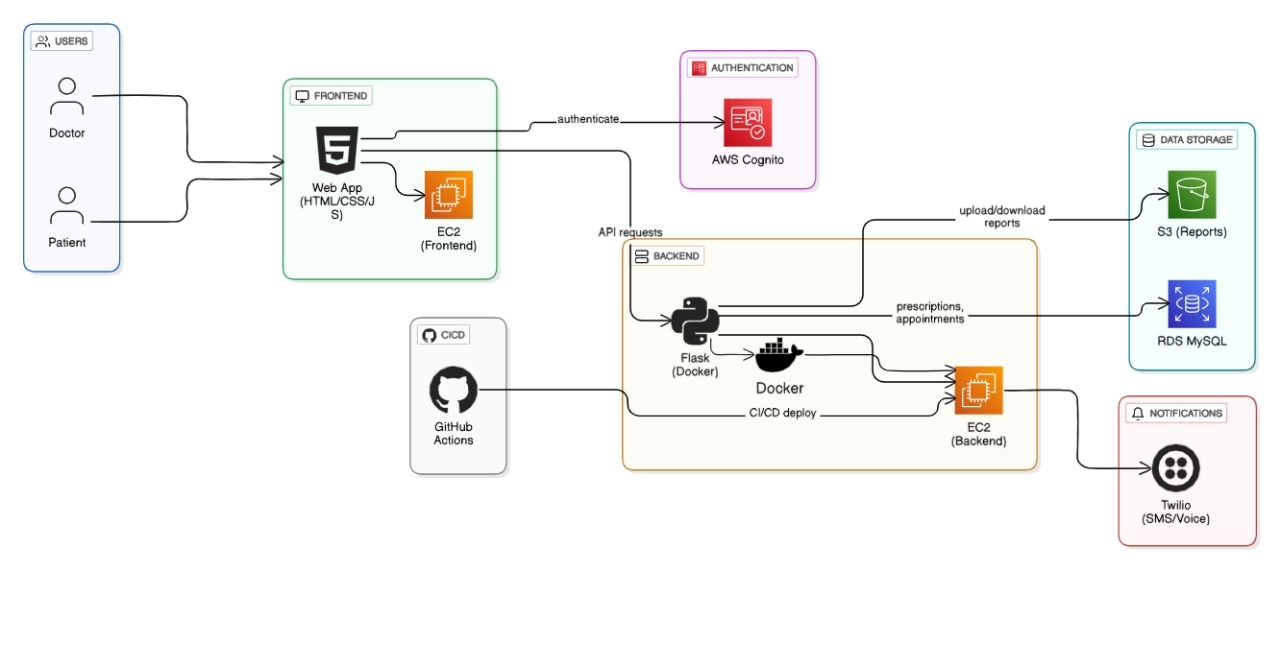 USERS
Doctor
Patient
FRONTEND
Web App
(HTML/CSS/J
S)
EC2
(Frontend)
authenticate
API requests
AUTHENTICATION
AWS Cognito
CICD
GitHub
Actions
BACKEND
Flask
(Docker)
Docker
CI/CD deploy
EC2
(Backend)
upload/download
reports
prescriptions,
appointments
DATA STORAGE
S3 (Reports)
RDS MySQL
NOTIFICATIONS
Twilio
(SMS/Voice)